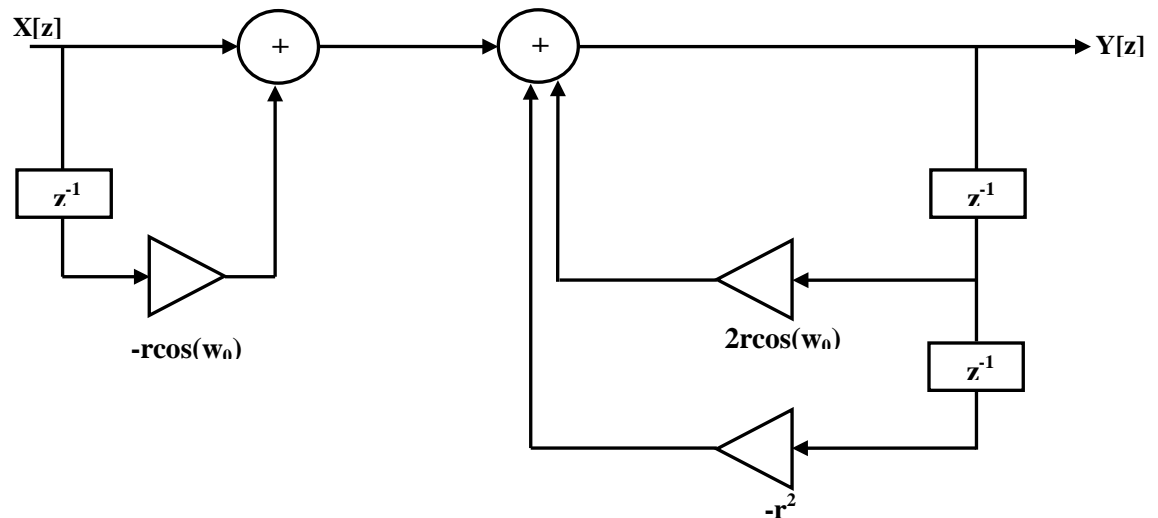 X[z]
+
+
Y[z]
z⁻¹
z⁻¹
-rcos(w₀)
2rcos(w₀)
z⁻¹
-r²